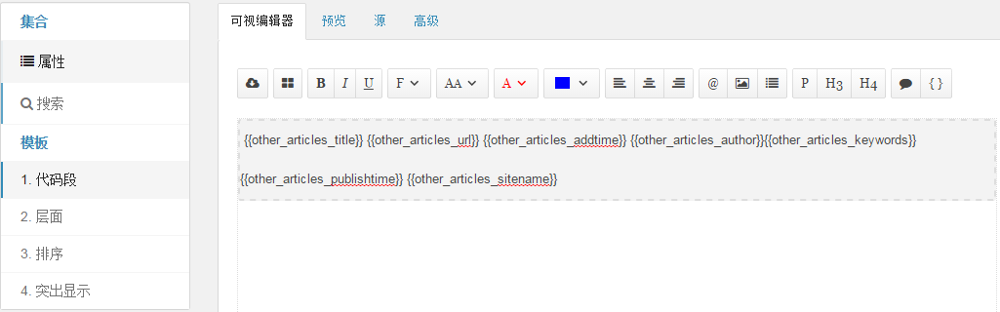 集合
属性
搜索
模板
1. 代码段
2. 层面
3. 排序
4. 突出显示
可视编辑器 预览 源 高级
B I U F AA A @ P H3 H4 { }
{{other_articles_title}} {{other_articles_url}} {{other_articles_addtime}} {{other_articles_author}}{{other_articles_keywords}}
{{other_articles_publishtime}} {{other_articles_sitename}}